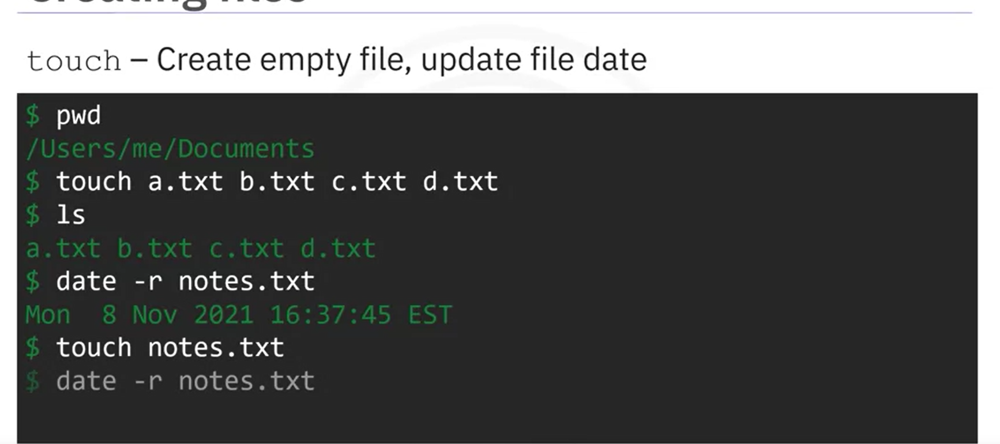 Creating files
touch – Create empty file, update file date
$ pwd
/Users/me/Documents
$ touch a.txt b.txt c.txt d.txt
$ ls
a.txt b.txt c.txt d.txt
$ date -r notes.txt
Mon  8 Nov 2021 16:37:45 EST
$ touch notes.txt
$ date -r notes.txt